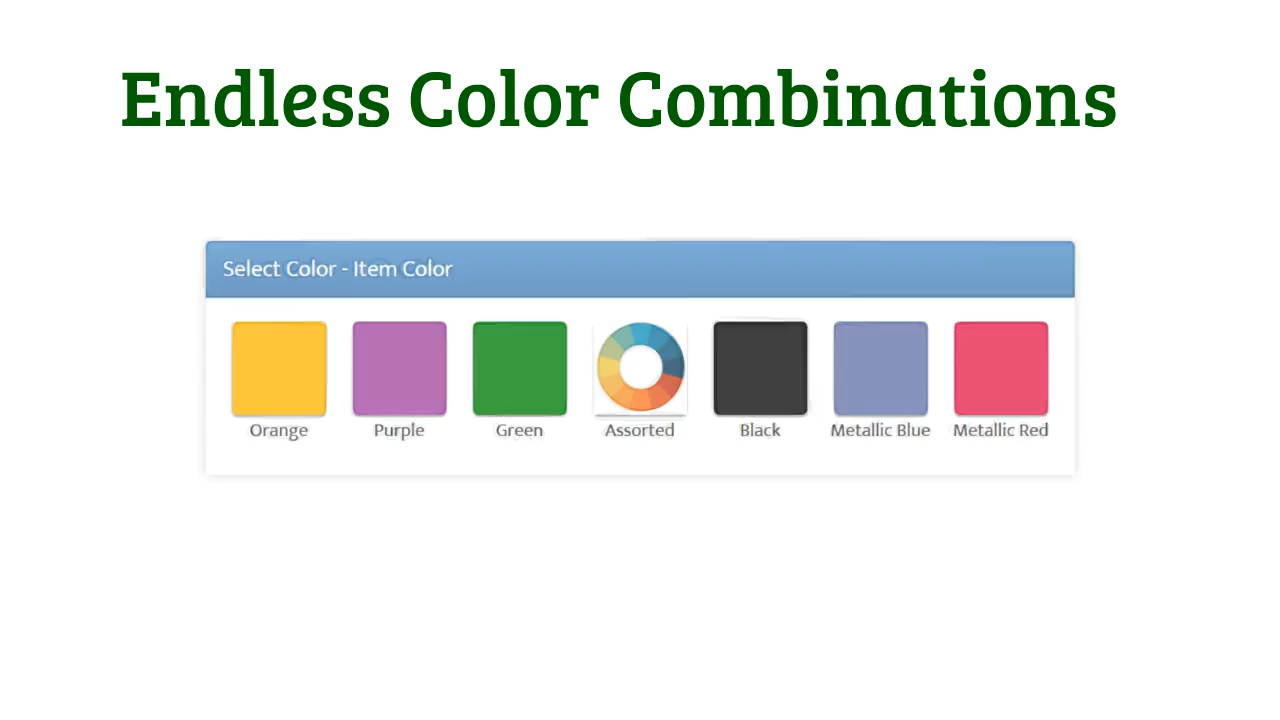 Endless Color Combinations
Select Color - Item Color
Orange
Purple
Green
Assorted
Black
Metallic Blue
Metallic Red